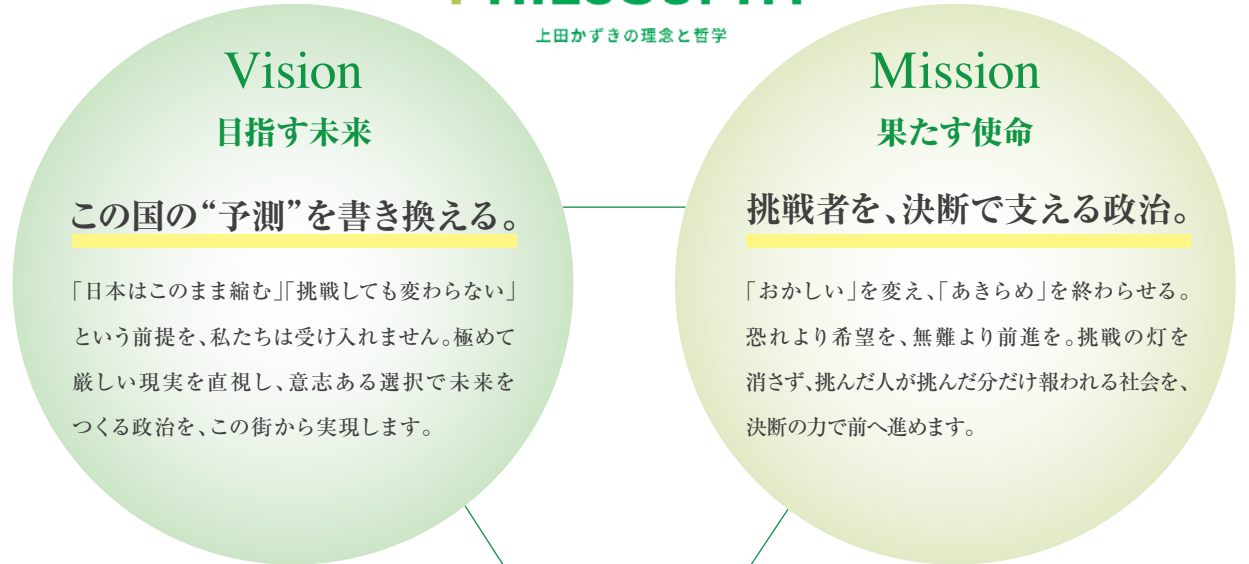 上田かずきの理念と哲学
Vision
目指す未来
この国の“予測”を書き換える。
「日本はこのまま縮む」「挑戦しても変わらない」
という前提を、私たちは受け入れません。極めて
厳しい現実を直視し、意志ある選択で未来を
つくる政治を、この街から実現します。
Mission
果たす使命
挑戦者を、決断で支える政治。
「おかしい」を変え、「あきらめ」を終わらせる。
恐れより希望を、無難より前進を。挑戦の灯を
消さず、挑んだ人が挑んだ分だけ報われる社会を、
決断の力で前へ進めます。